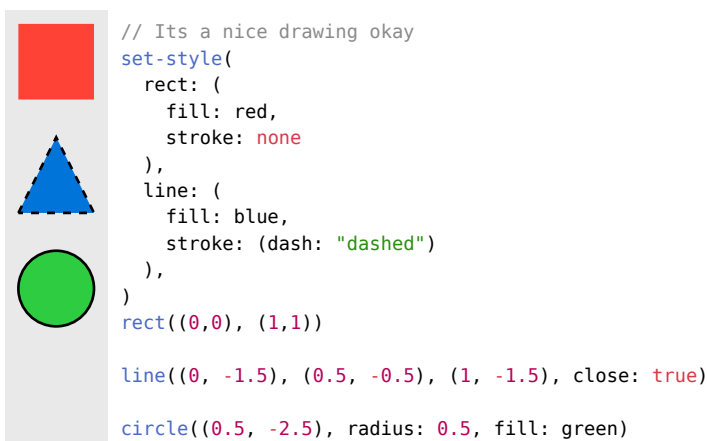 // Its a nice drawing okay
set-style(
  rect: (
    fill: red,
    stroke: none
  ),
  line: (
    fill: blue,
    stroke: (dash: "dashed")
  ),
)
rect((0,0), (1,1))
line((0, -1.5), (0.5, -0.5), (1, -1.5), close: true)
circle((0.5, -2.5), radius: 0.5, fill: green)